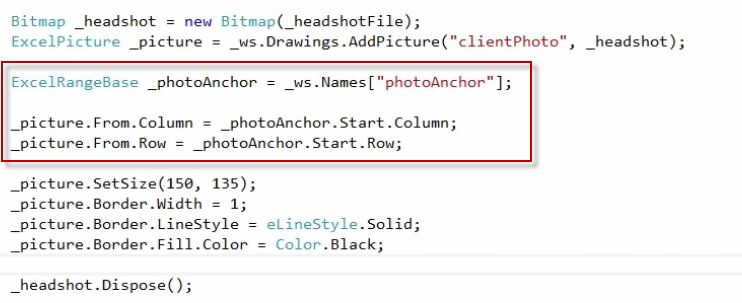 Bitmap _headshot = new Bitmap(_headshotFile);
ExcelPicture _picture = _ws.Drawings.AddPicture("clientPhoto", _headshot);
ExcelRangeBase _photoAnchor = _ws.Names["photoAnchor"];
_picture.From.Column = _photoAnchor.Start.Column;
_picture.From.Row = _photoAnchor.Start.Row;
_picture.SetSize(150, 135);
_picture.Border.Width = 1;
_picture.Border.LineStyle = eLineStyle.Solid;
_picture.Border.Fill.Color = Color.Black;
_headshot.Dispose();